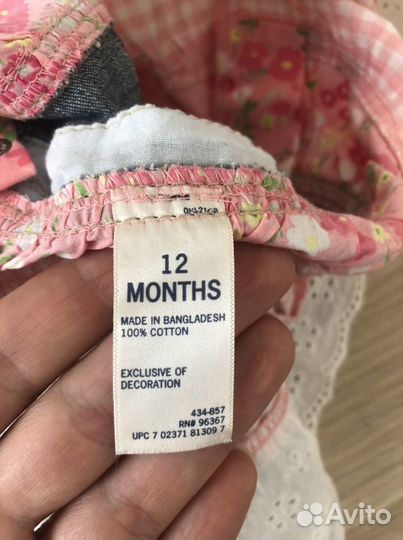 12
MONTHS
MADE IN BANGLADESH
100% COTTON
EXCLUSIVE OF
DECORATION
434-857
RN# 96367
UPC 7 02371 81309 7
Avito